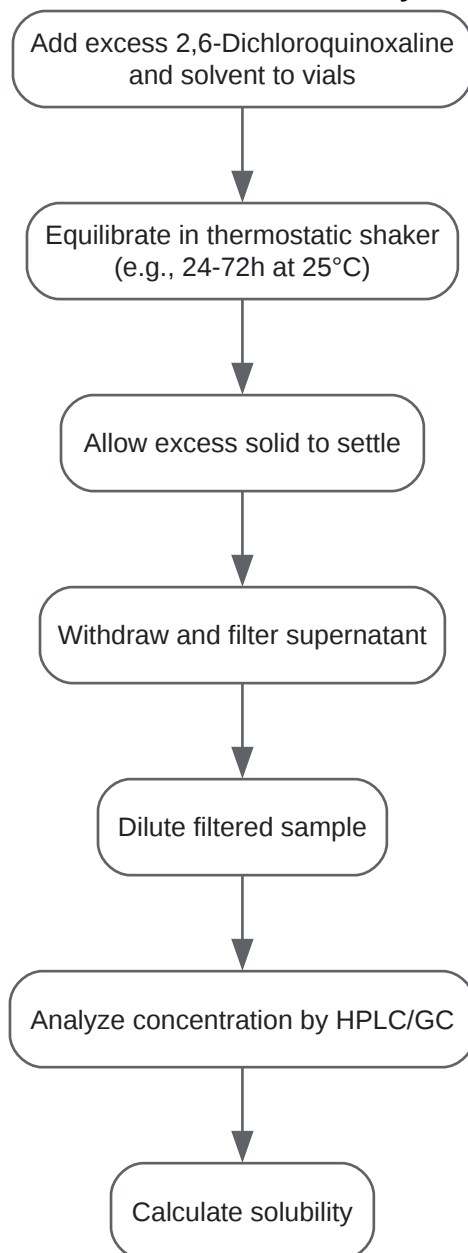 Add excess 2,6-Dichloroquinoxaline
and solvent to vials
Equilibrate in thermostatic shaker
(e.g., 24-72h at 25°C)
Allow excess solid to settle
Withdraw and filter supernatant
Dilute filtered sample
Analyze concentration by HPLC/GC
Calculate solubility